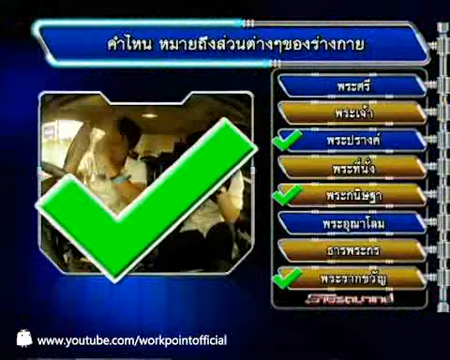 คำไหน หมายถึงส่วนต่างๆของร่างกาย
พระศรี
พระเจ้า
พระปรางค์
พระที่นั่ง
พระกนิษฐา
พระอุณาโลม
ธารพระกร
พระรากขวัญ
www.youtube.com/workpointofficial